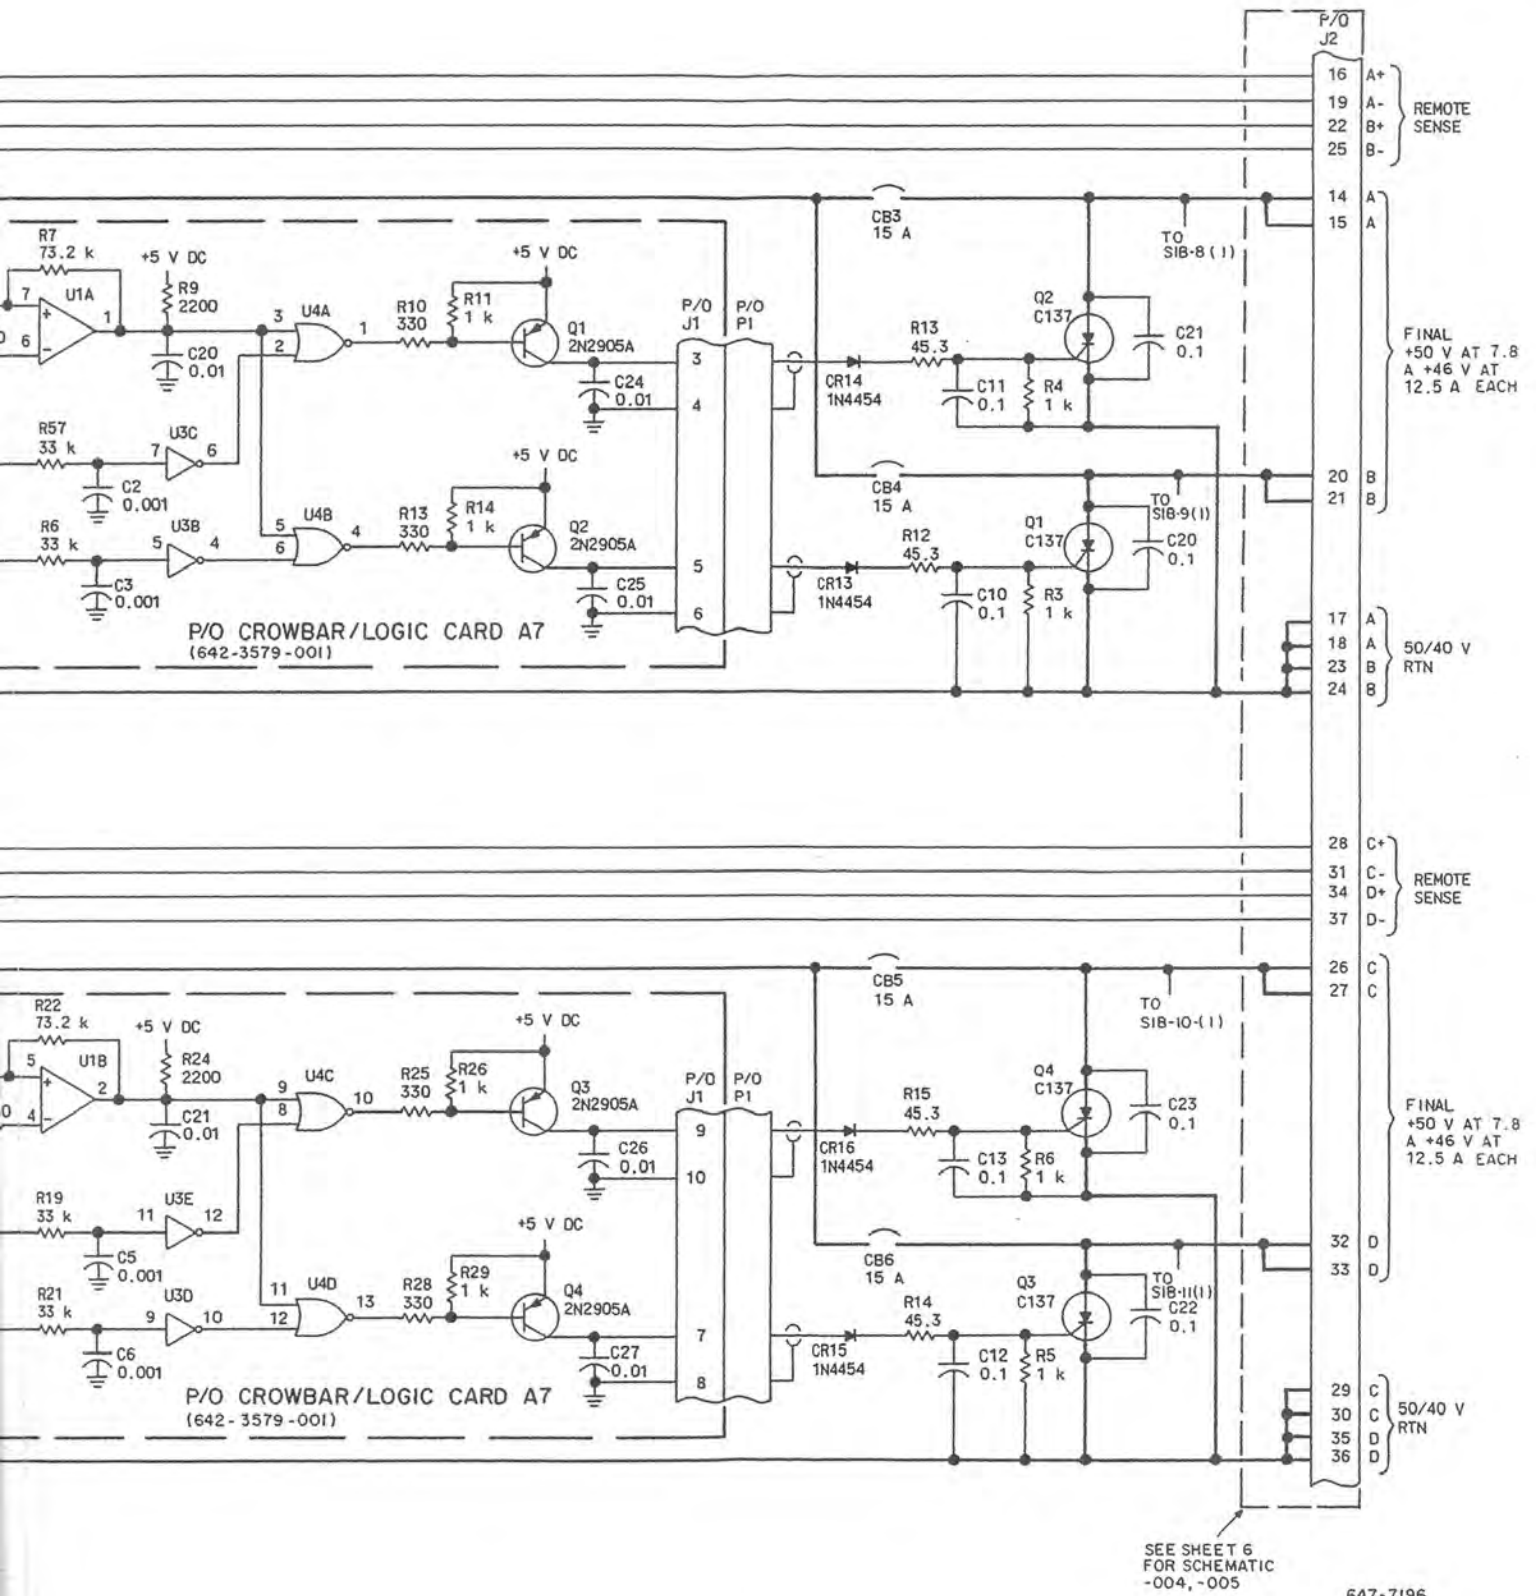 P/O
J2
16 A+
19 A-
22 B+
25 B-
REMOTE
SENSE
14 A
15 A
CB3
15 A
TO
SIB-8 (1)
R7
73.2 k
+5 V DC
+5 V DC
7
U1A
+
6
-
1
R9
2200
C20
0.01
3
2
U4A
1
R10
330
R11
1 k
Q1
2N2905A
P/O
J1
P/O
P1
3
4
C24
0.01
CR14
1N4454
R13
45.3
Q2
C137
C21
0.1
C11
0.1
R4
1 k
FINAL
+50 V AT 7.8
A +46 V AT
12.5 A EACH
R57
33 k
7
U3C
6
C2
0.001
+5 V DC
CB4
15 A
TO
SIB-9(1)
20 B
21 B
R6
33 k
5
U3B
4
C3
0.001
5
6
U4B
4
R13
330
R14
1 k
Q2
2N2905A
C25
0.01
5
6
CR13
1N4454
R12
45.3
Q1
C137
C20
0.1
C10
0.1
R3
1 k
P/O CROWBAR/LOGIC CARD A7
(642-3579-001)
17 A
18 A
23 B
24 B
50/40 V
RTN
28 C+
31 C-
34 D+
37 D-
REMOTE
SENSE
26 C
27 C
CB5
15 A
TO
SIB-10-(1)
R22
73.2 k
+5 V DC
+5 V DC
5
U1B
+
4
-
2
R24
2200
C21
0.01
9
8
U4C
10
R25
330
R26
1 k
Q3
2N2905A
P/O
J1
P/O
P1
9
10
C26
0.01
CR16
1N4454
R15
45.3
Q4
C137
C23
0.1
C13
0.1
R6
1 k
FINAL
+50 V AT 7.8
A +46 V AT
12.5 A EACH
R19
33 k
11
U3E
12
C5
0.001
+5 V DC
CB6
15 A
TO
SIB-11(1)
32 D
33 D
R21
33 k
9
U3D
10
C6
0.001
11
12
U4D
13
R28
330
R29
1 k
Q4
2N2905A
C27
0.01
7
8
CR15
1N4454
R14
45.3
Q3
C137
C22
0.1
C12
0.1
R5
1 k
P/O CROWBAR/LOGIC CARD A7
(642-3579-001)
29 C
30 C
35 D
36 D
50/40 V
RTN
SEE SHEET 6
FOR SCHEMATIC
-004, -005